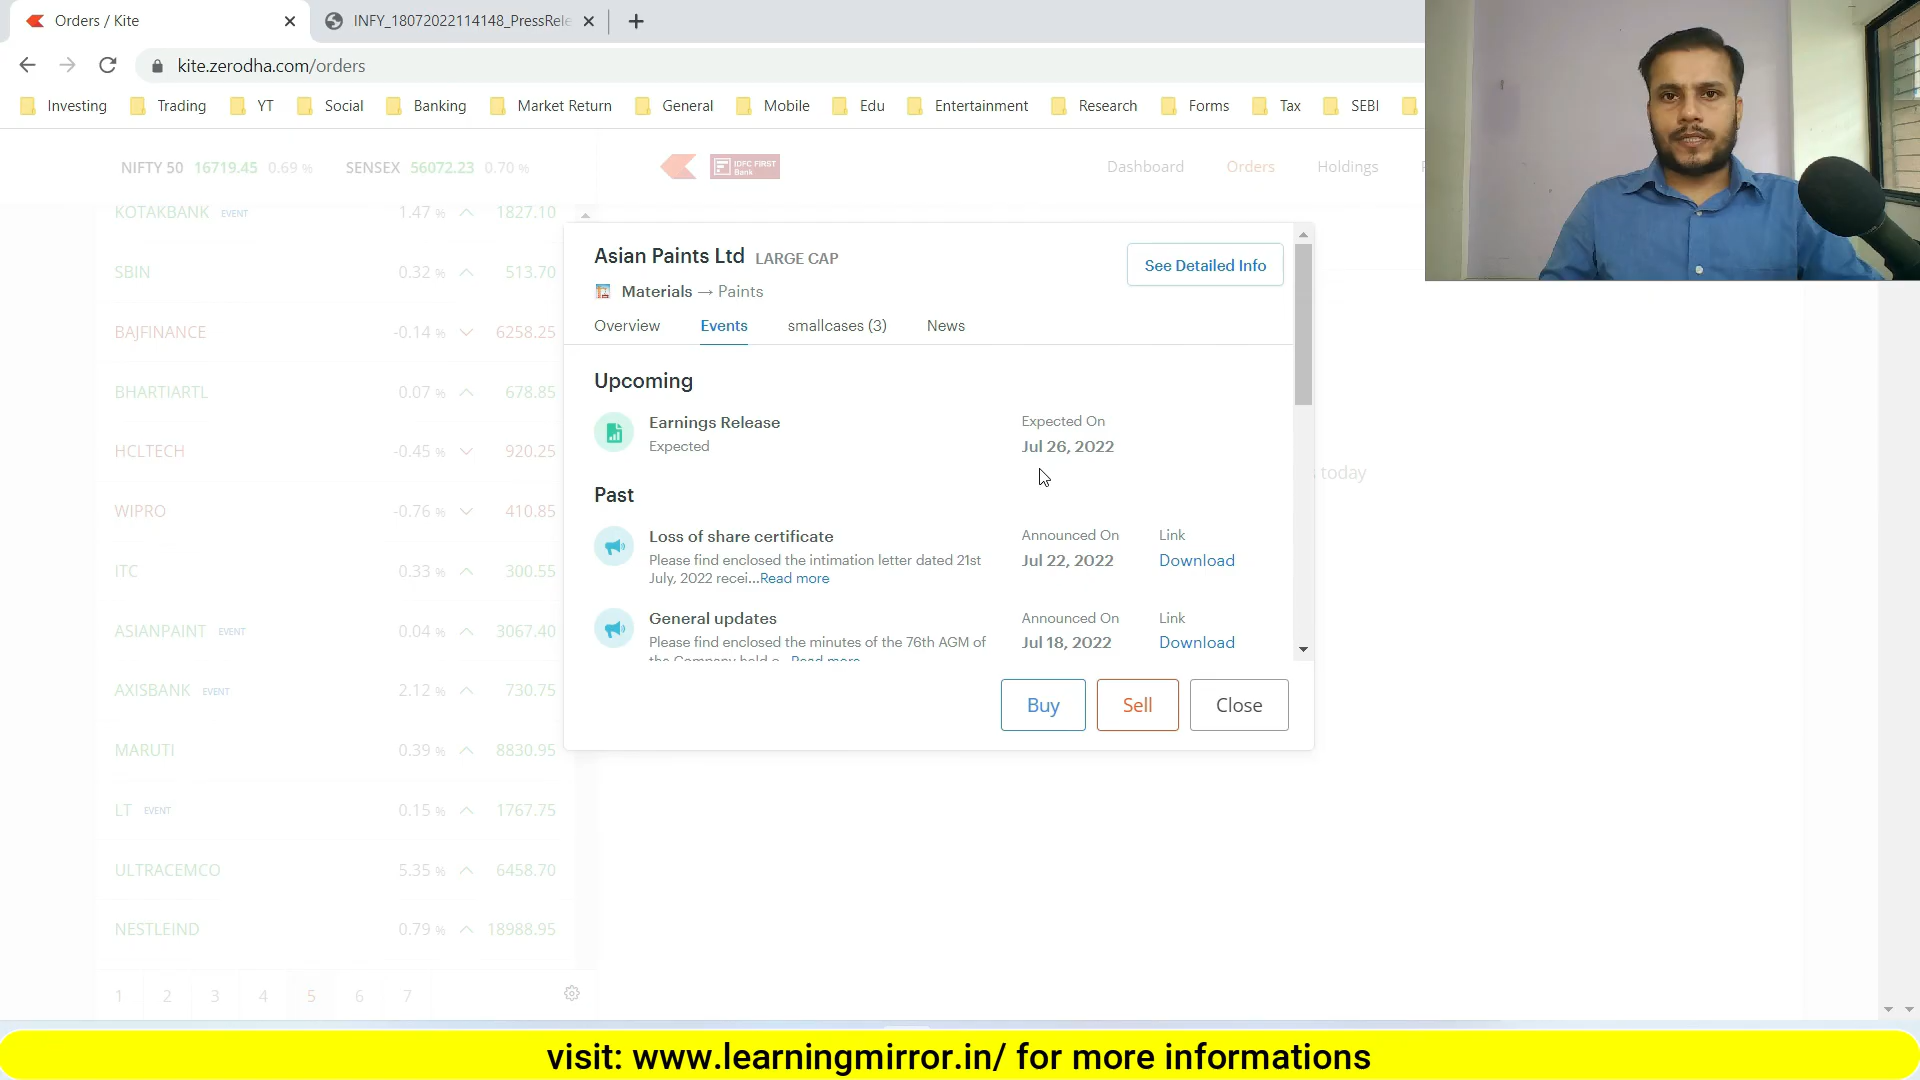 Orders / Kite
INFY_18072022114148_PressRele
kite.zerodha.com/orders
Investing Trading YT Social Banking Market Return General Mobile Edu Entertainment Research Forms Tax SEBI
NIFTY 50 16719.45 0.69 % SENSEX 56072.23 0.70 %
IDFC FIRST
Bank
Dashboard Orders Holdings
KOTAKBANK EVENT 1.47 % 1827.10
SBIN 0.32 % 513.70
BAJFINANCE -0.14 % 6258.25
BHARTIARTL 0.07 % 678.85
HCLTECH -0.45 % 920.25
WIPRO -0.76 % 410.85
ITC 0.33 % 300.55
ASIANPAINT EVENT 0.04 % 3067.40
AXISBANK EVENT 2.12 % 730.75
MARUTI 0.39 % 8830.95
LT EVENT 0.15 % 1767.75
ULTRACEMCO 5.35 % 6458.70
NESTLEIND 0.79 % 18988.95
1 2 3 4 5 6 7
Asian Paints Ltd LARGE CAP
See Detailed Info
Materials → Paints
Overview Events smallcases (3) News
Upcoming
Earnings Release Expected On
Expected Jul 26, 2022
Past
Loss of share certificate Announced On Link
Please find enclosed the intimation letter dated 21st Jul 22, 2022 Download
July, 2022 recei...Read more
General updates Announced On Link
Please find enclosed the minutes of the 76th AGM of Jul 18, 2022 Download
the Company held o...Read more
Buy Sell Close
today
visit: www.learningmirror.in/ for more informations